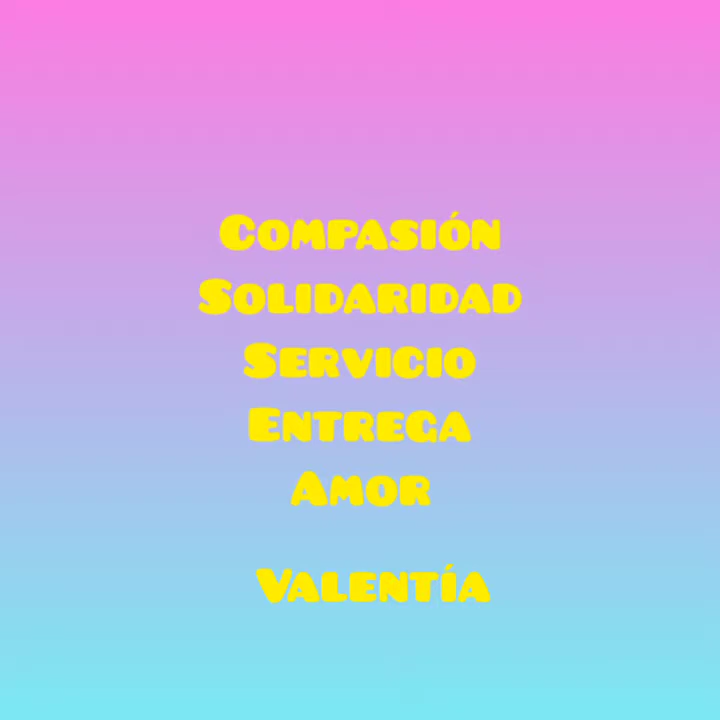 Compasión
Solidaridad
Servicio
Entrega
Amor
Valentía